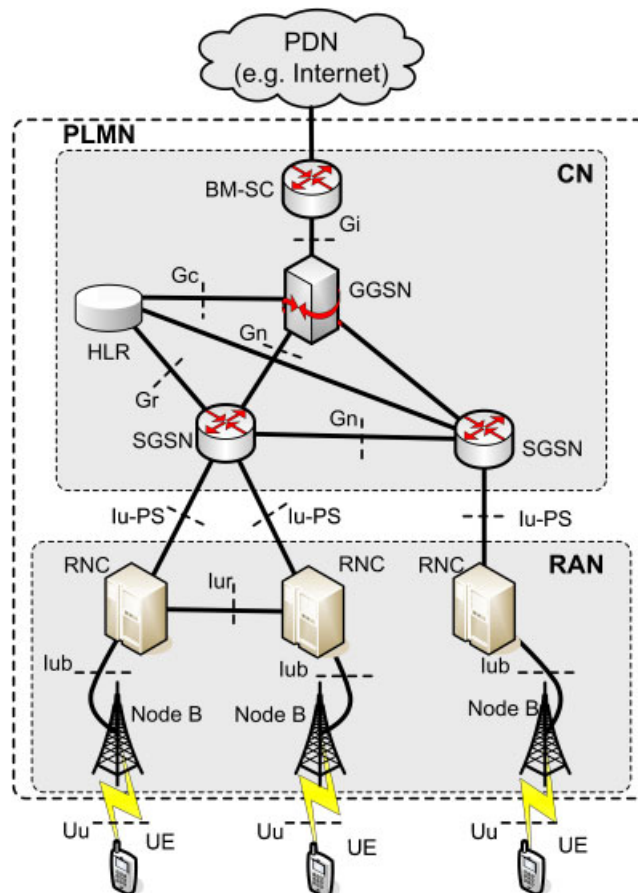 PDN
(e.g. Internet)
PLMN
CN
BM-SC
Gi
Gc
GGSN
HLR
Gn
Gr
Gn
SGSN
SGSN
Iu-PS
Iu-PS
Iu-PS
RNC
RNC
RNC
RAN
Iur
Iub
Iub
Iub
Node B
Node B
Node B
Uu
UE
Uu
UE
Uu
UE